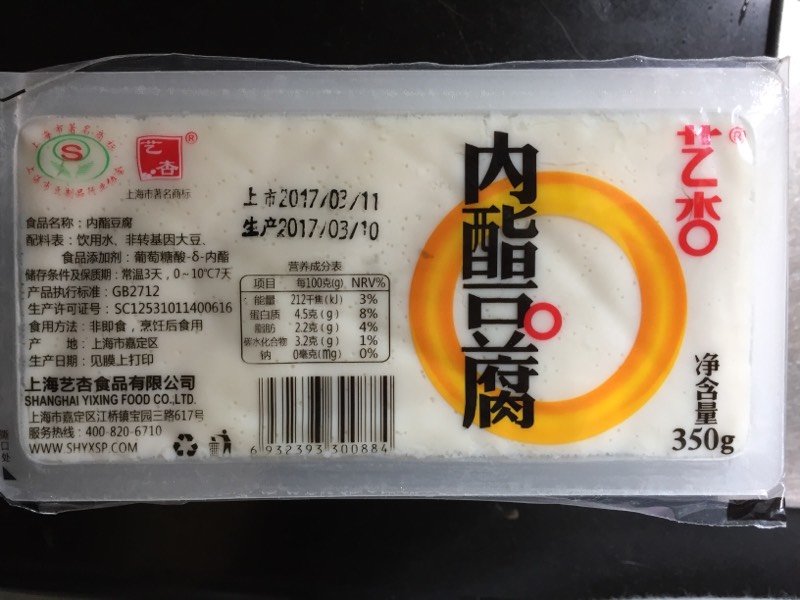 上海市著名商标
艺杏®
上海市著名商标
上市2017/03/11
生产2017/03/10
食品名称：内酯豆腐
配料表：饮用水、非转基因大豆、
食品添加剂：葡萄糖酸-δ-内酯
储存条件及保质期：常温3天，0～10℃7天
产品执行标准：GB2712
生产许可证号：SC12531011400616
食用方法：非即食，烹饪后食用
产 地：上海市嘉定区
生产日期：见膜上打印
上海艺杏食品有限公司
SHANGHAI YIXING FOOD CO.,LTD.
上海市嘉定区江桥镇宝园三路617号
服务热线：400-820-6710
WWW.SHYXSP.COM
营养成分表
项目 每100克(g) NRV%
能量 212千焦(kJ) 3%
蛋白质 4.5克(g) 8%
脂肪 2.2克(g) 4%
碳水化合物 3.2克(g) 1%
钠 0毫克(mg) 0%
6 932393 300884
内酯豆腐
艺杏®
净含量
350g